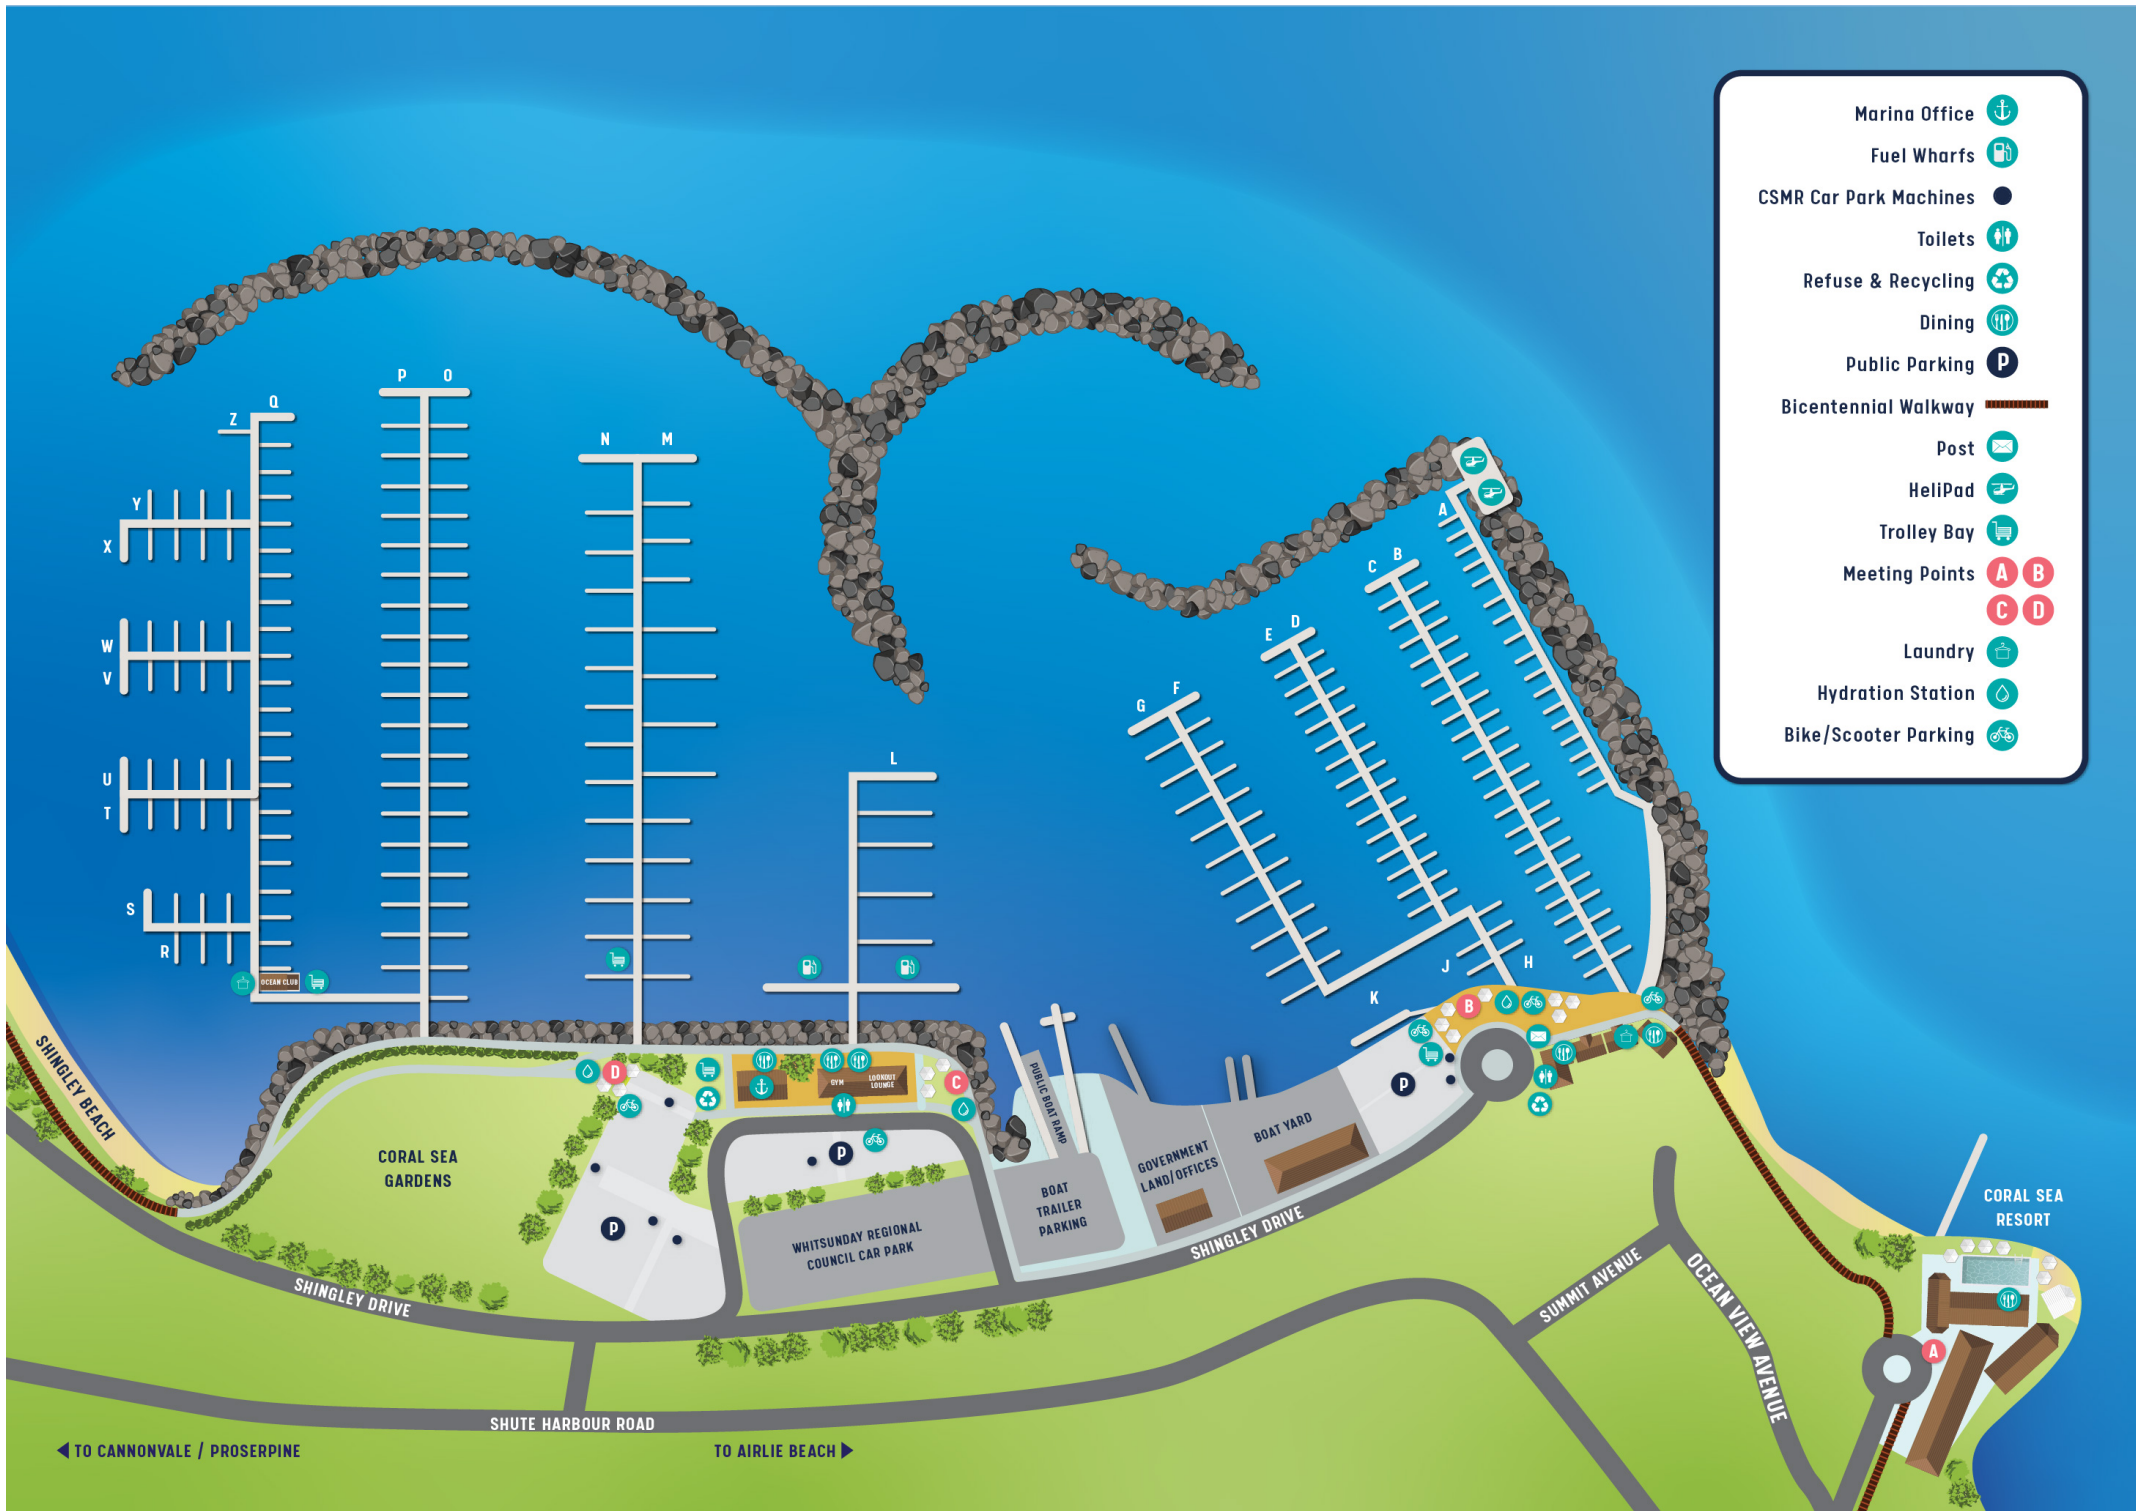 Marina Office
Fuel Wharfs
CSMR Car Park Machines
Toilets
Refuse & Recycling
Dining
Public Parking
P
Bicentennial Walkway
Post
HeliPad
Trolley Bay
Meeting Points
A B
C D
Laundry
Hydration Station
Bike/Scooter Parking
P O
Q
Z
N M
Y
X
W
V
U
T
S
R
L
A
B
C
D
E
F
G
H
J
K
OCEAN CLUB
SHINGLEY BEACH
D
GYM
LOOKOUT
LOUNGE
C
B
P
P
P
PUBLIC BOAT RAMP
CORAL SEA
GARDENS
BOAT
TRAILER
PARKING
GOVERNMENT
LAND/OFFICES
BOAT YARD
WHITSUNDAY REGIONAL
COUNCIL CAR PARK
SHINGLEY DRIVE
SHINGLEY DRIVE
SUMMIT AVENUE
OCEAN VIEW AVENUE
CORAL SEA
RESORT
A
SHUTE HARBOUR ROAD
TO CANNONVALE / PROSERPINE
TO AIRLIE BEACH